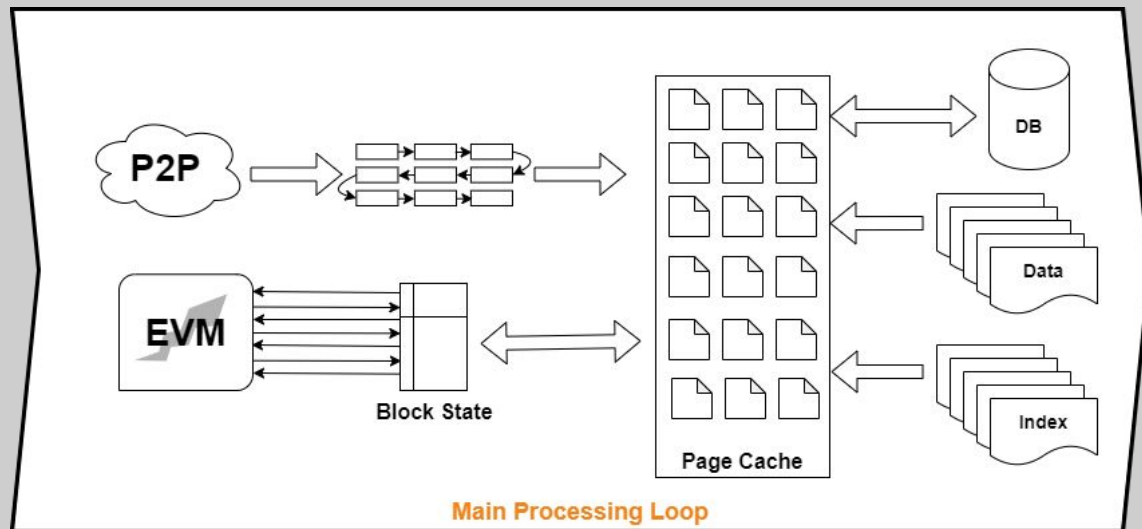 P2P
DB
Data
EVM
Block State
Index
Page Cache
Main Processing Loop